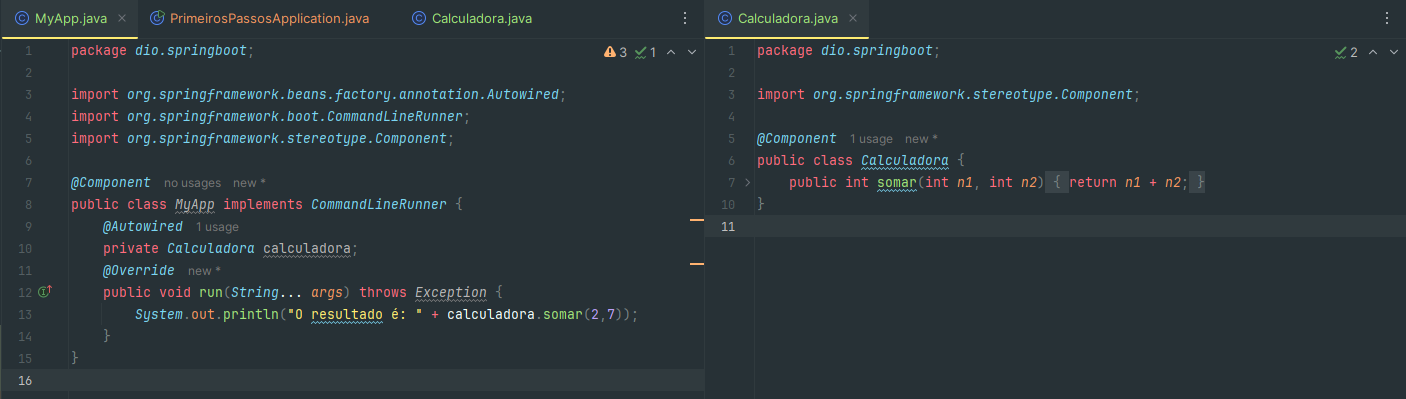 MyApp.java
PrimeirosPassosApplication.java
Calculadora.java
3 1
1 package dio.springboot;
2
3 import org.springframework.beans.factory.annotation.Autowired;
4 import org.springframework.boot.CommandLineRunner;
5 import org.springframework.stereotype.Component;
6
7 @Component no usages new *
8 public class MyApp implements CommandLineRunner {
9 @Autowired 1 usage
10 private Calculadora calculadora;
11 @Override new *
12 public void run(String... args) throws Exception {
13 System.out.println("O resultado é: " + calculadora.somar(2,7));
14 }
15 }
16
Calculadora.java
2
1 package dio.springboot;
2
3 import org.springframework.stereotype.Component;
4
5 @Component 1 usage new *
6 public class Calculadora {
7 public int somar(int n1, int n2) { return n1 + n2; }
10 }
11